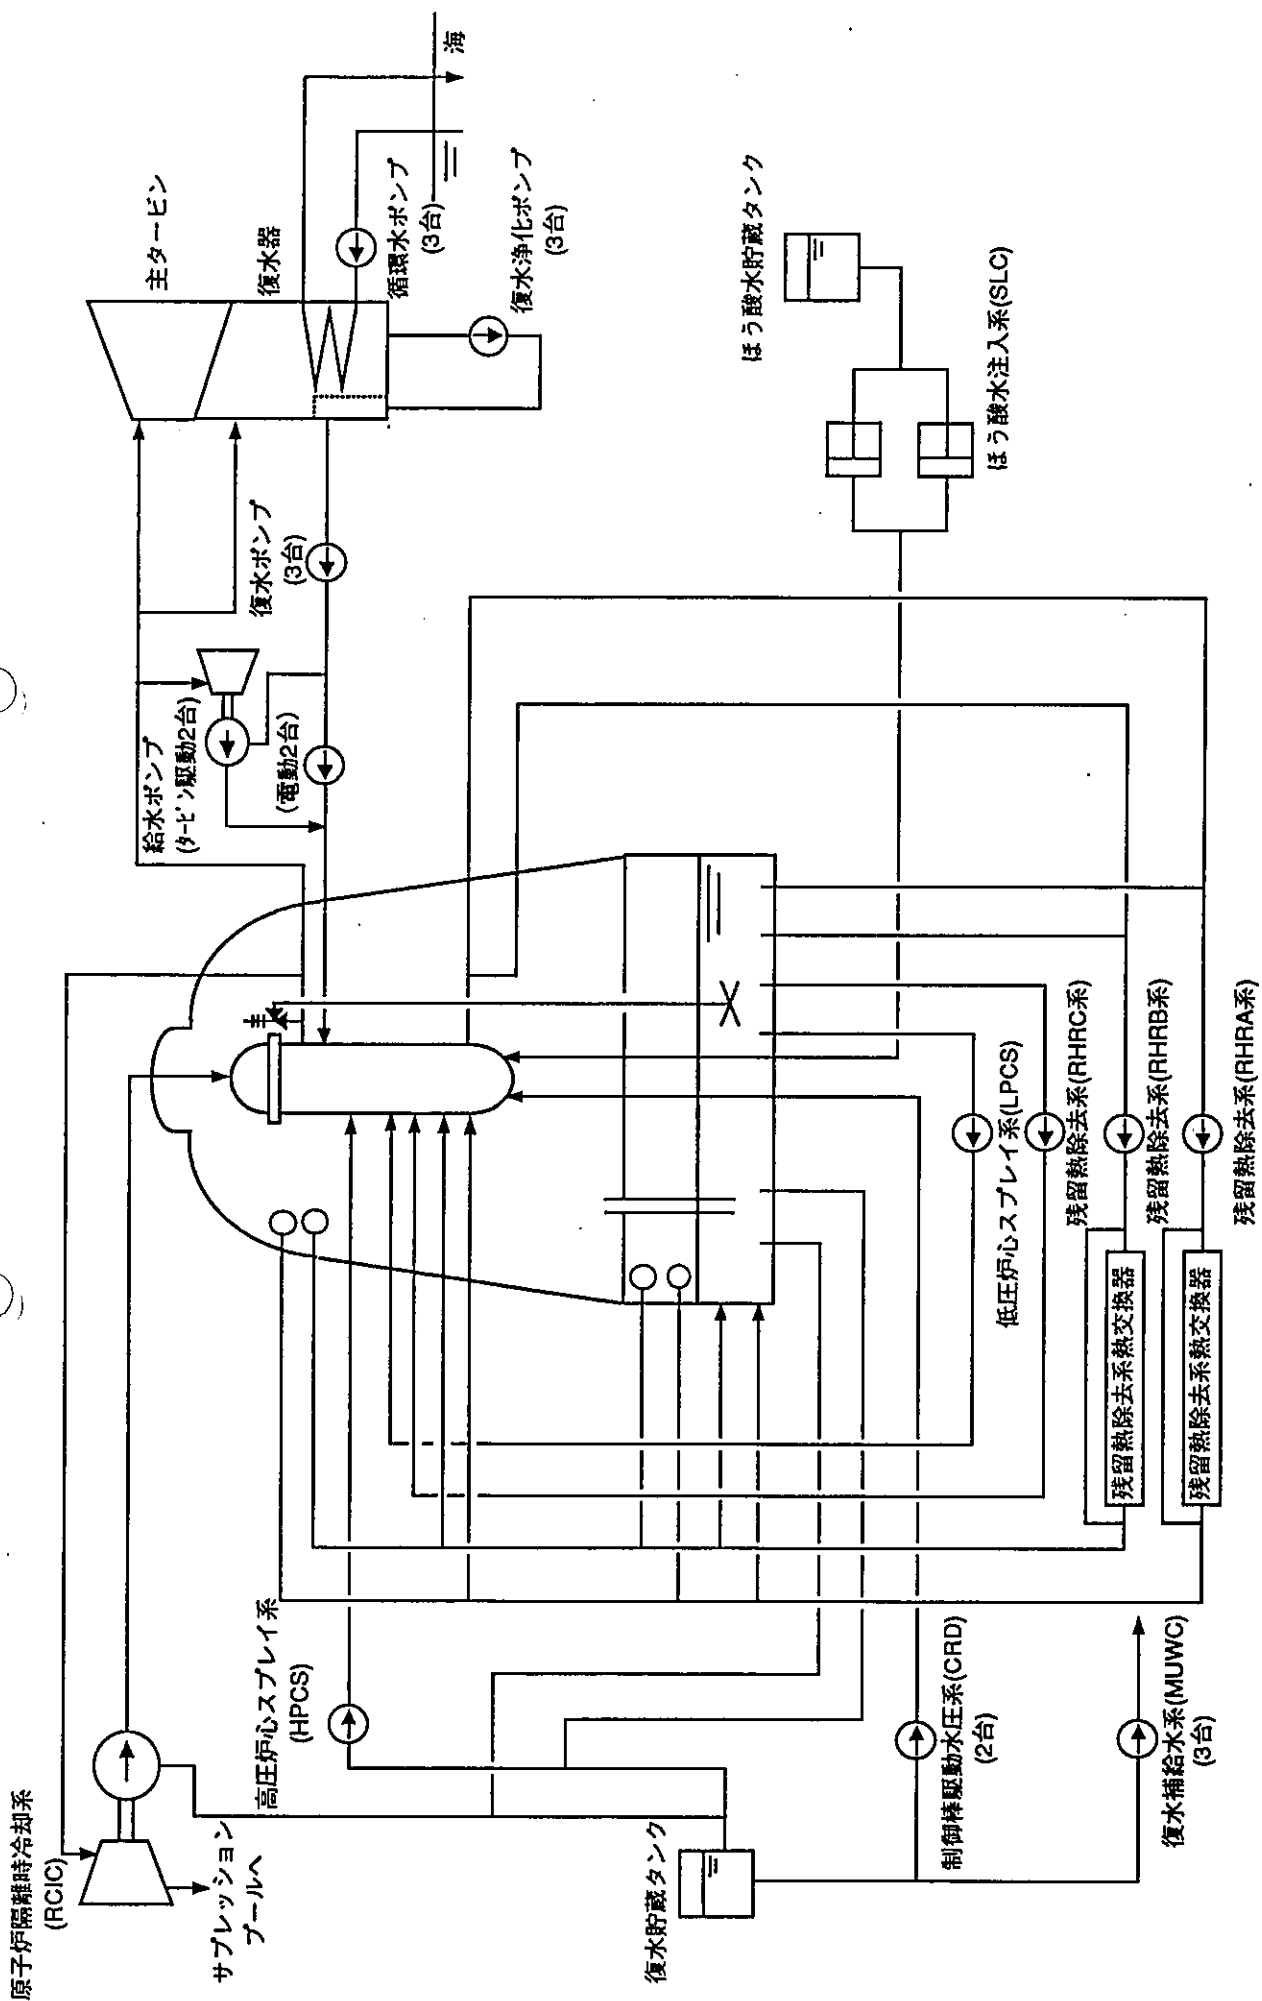 原子炉隔離時冷却系
(RCIC)
サプレッション
プールへ
高圧炉心スプレイ系
(HPCS)
復水貯蔵タンク
制御棒駆動水圧系(CRD)
(2台)
復水補給水系(MUWC)
(3台)
給水ポンプ
(ﾀｰﾋﾞﾝ駆動2台)
(電動2台)
復水ポンプ
(3台)
主タービン
復水器
循環水ポンプ
(3台)
海
復水浄化ポンプ
(3台)
ほう酸水貯蔵タンク
ほう酸水注入系(SLC)
低圧炉心スプレイ系(LPCS)
残留熱除去系(RHRC系)
残留熱除去系(RHRB系)
残留熱除去系(RHRA系)
残留熱除去系熱交換器
残留熱除去系熱交換器